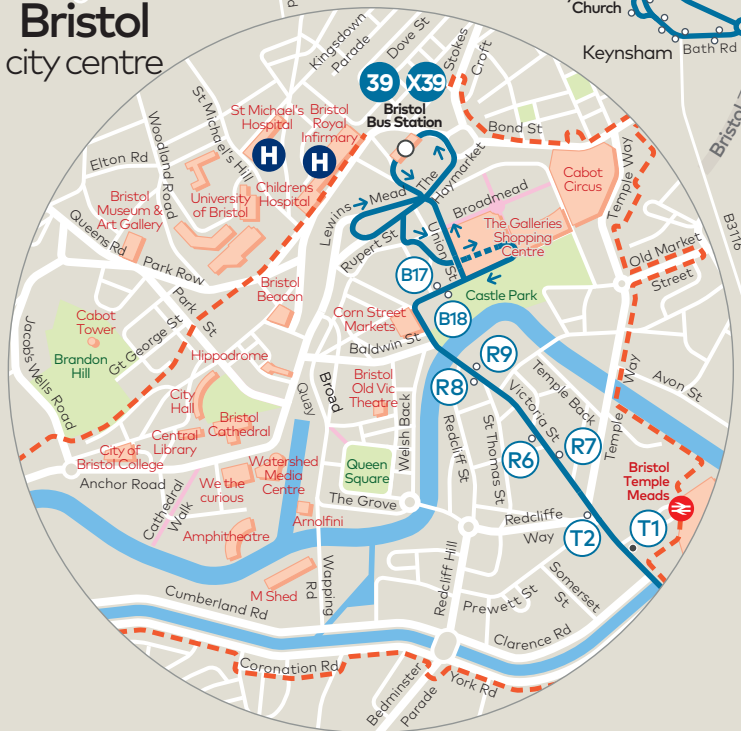 Bristol
city centre
Church
Keynsham
Bath Rd
Bristol
B3116
Kingsdown
Parade
Dove St
Stokes
Croft
39
X39
Bristol
Bus Station
St Michael's
Hospital
Bristol
Royal
Infirmary
H
H
Childrens
Hospital
St Michael's Hill
Woodland Road
Elton Rd
University
of Bristol
Bristol
Museum &
Art Gallery
Queens Rd
Park Row
Park St
Bond St
The
Haymarket
Lewins Mead
Rupert St
Union St
Broadmead
Cabot
Circus
The Galleries
Shopping
Centre
Temple Way
Old Market
Street
B17
B18
Castle Park
Bristol
Beacon
Corn Street
Markets
Baldwin St
Cabot
Tower
Brandon
Hill
Gt George St
Jacob's Wells Road
Hippodrome
City
Hall
Bristol
Cathedral
Central
Library
City of
Bristol College
Anchor Road
Cathedral
Walk
We the
curious
Watershed
Media
Centre
Quay
Broad
Bristol
Old Vic
Theatre
Welsh Back
Queen
Square
The Grove
Arnolfini
Amphitheatre
M Shed
Wapping
Rd
Cumberland Rd
Coronation Rd
R9
R8
Victoria St
Temple Back
Temple Way
Avon St
Redcliff St
St Thomas St
R6
R7
Bristol
Temple
Meads
T1
T2
Redcliffe
Way
Redcliff Hill
Prewett St
Somerset
St
Clarence Rd
York Rd
Bedminster
Parade